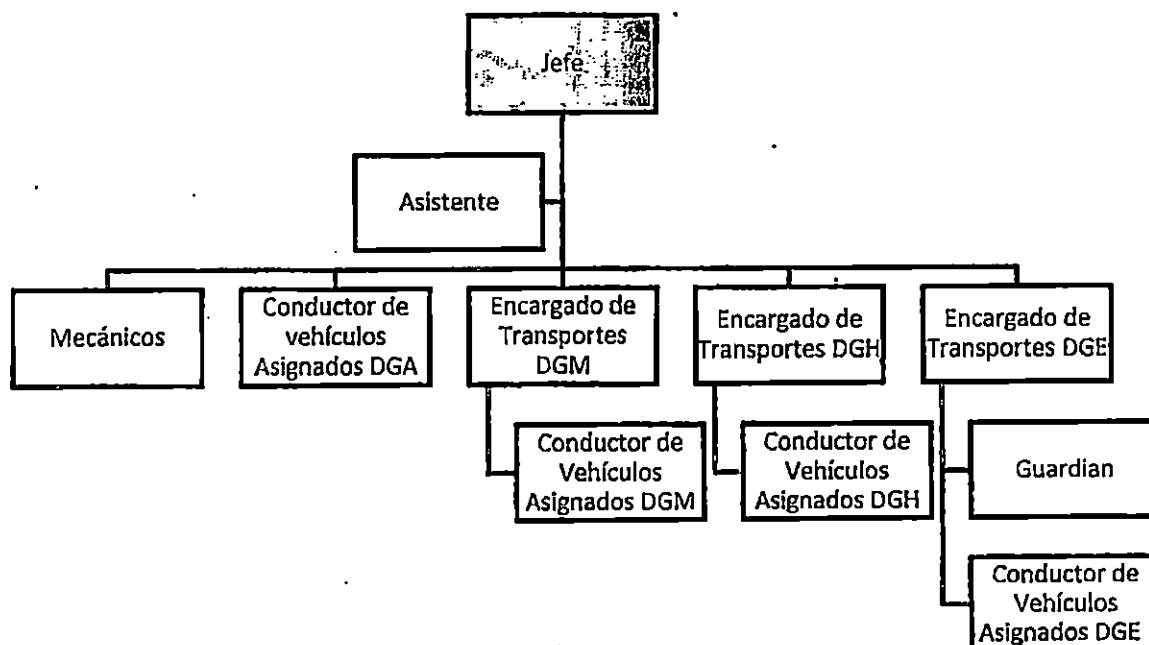 Jefe
Asistente
Mecánicos
Conductor de
vehículos
Asignados DGA
Encargado de
Transportes
DGM
Encargado de
Transportes DGH
Encargado de
Transportes DGE
Conductor de
Vehículos
Asignados DGM
Conductor de
Vehículos
Asignados DGH
Guardian
Conductor de
Vehículos
Asignados DGE